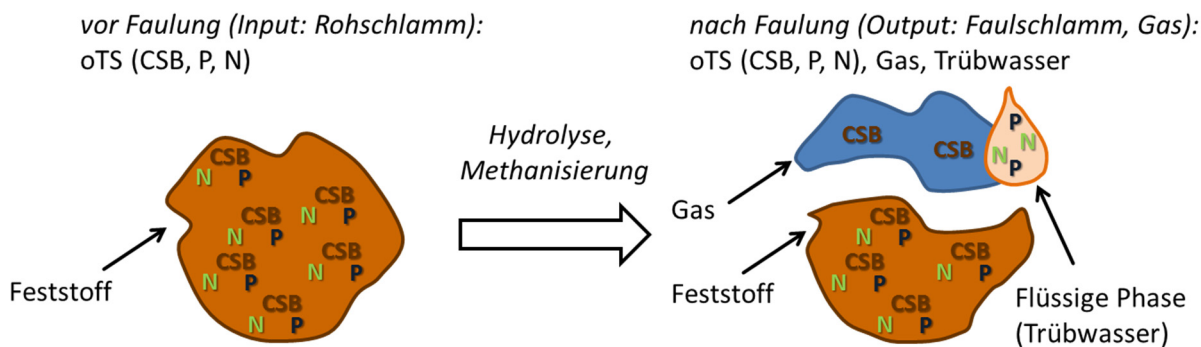 vor Faulung (Input: Rohschlamm):
oTS (CSB, P, N)
nach Faulung (Output: Faulschlamm, Gas):
oTS (CSB, P, N), Gas, Trübwasser
Hydrolyse,
Methanisierung
CSB
N P
CSB
N P
CSB
N P
CSB
N P
CSB
N P
CSB
N P
Feststoff
CSB
CSB
P
N N
P
Gas
CSB
N P
CSB
N P
CSB
N P
CSB
N P
Feststoff
Flüssige Phase
(Trübwasser)